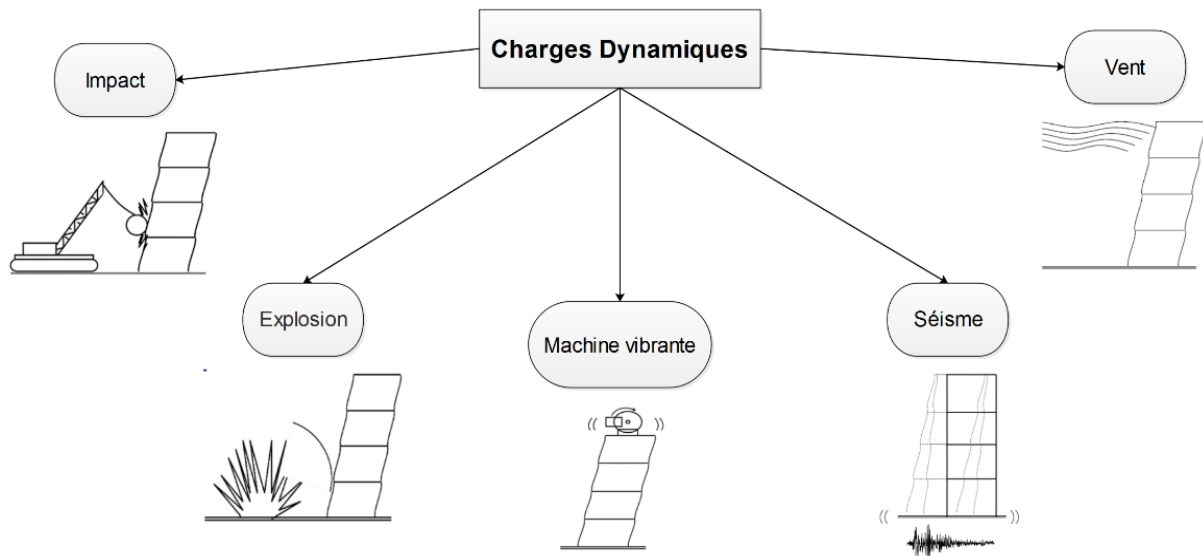 Charges Dynamiques
Impact
Vent
Explosion
Machine vibrante
Séisme